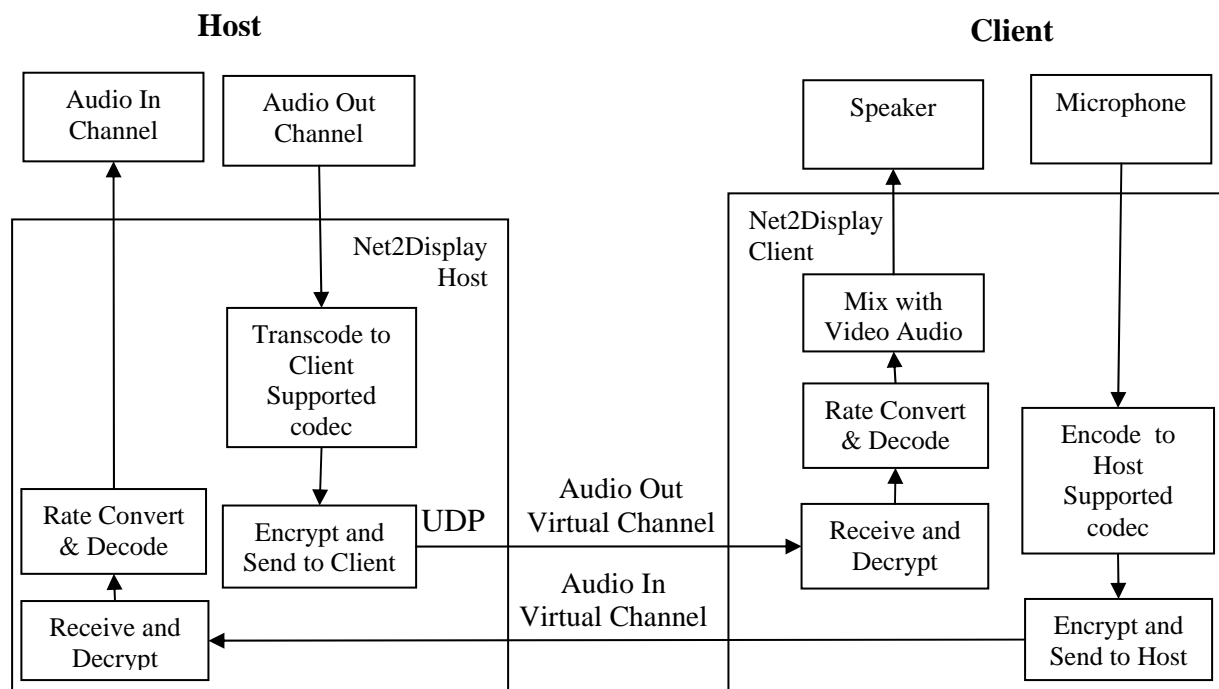 Host
Client
Audio In
Channel
Audio Out
Channel
Speaker
Microphone
Net2Display
Host
Net2Display
Client
Transcode to
Client
Supported
codec
Mix with
Video Audio
Rate Convert
& Decode
Encode to
Host
Supported
codec
Rate Convert
& Decode
Encrypt and
Send to Client
UDP
Audio Out
Virtual Channel
Receive and
Decrypt
Audio In
Virtual Channel
Receive and
Decrypt
Encrypt and
Send to Host